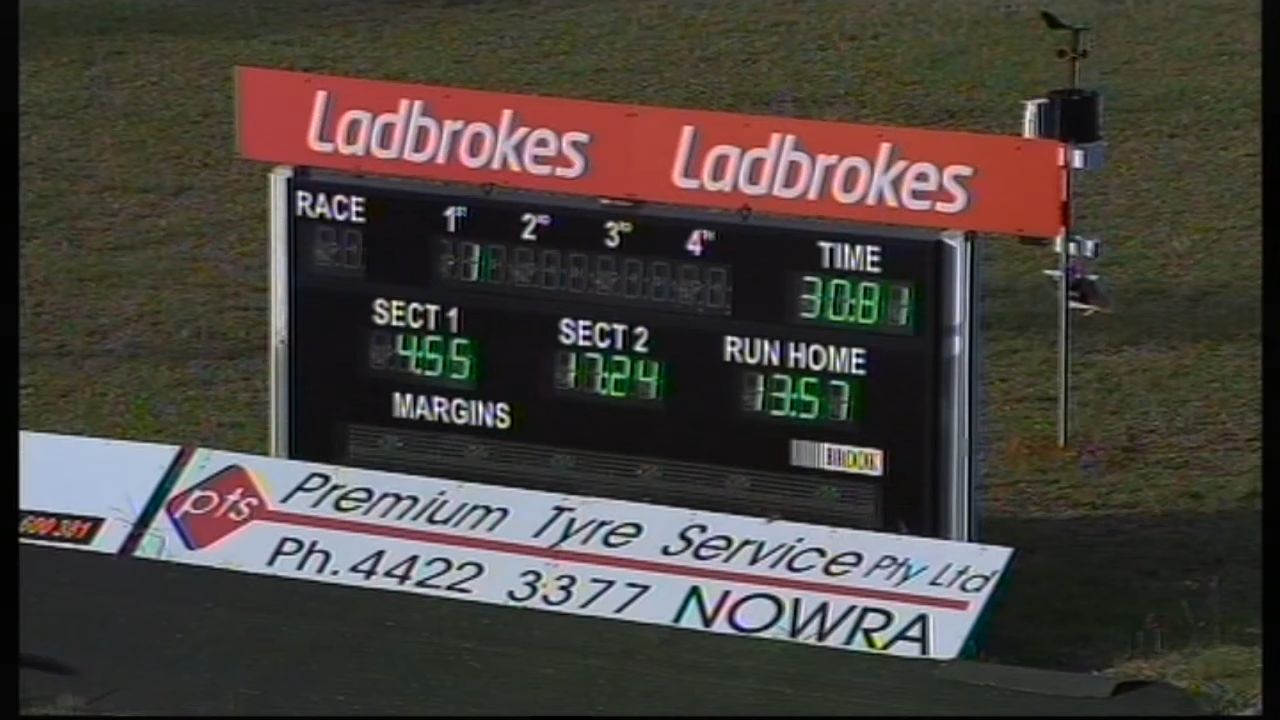 Ladbrokes Ladbrokes
RACE 1ST 2ND 3RD 4TH TIME
1 30:81
SECT 1 SECT 2 RUN HOME
4:55 17:24 13:57
MARGINS
pts Premium Tyre Service Pty Ltd
Ph. 4422 3377 NOWRA